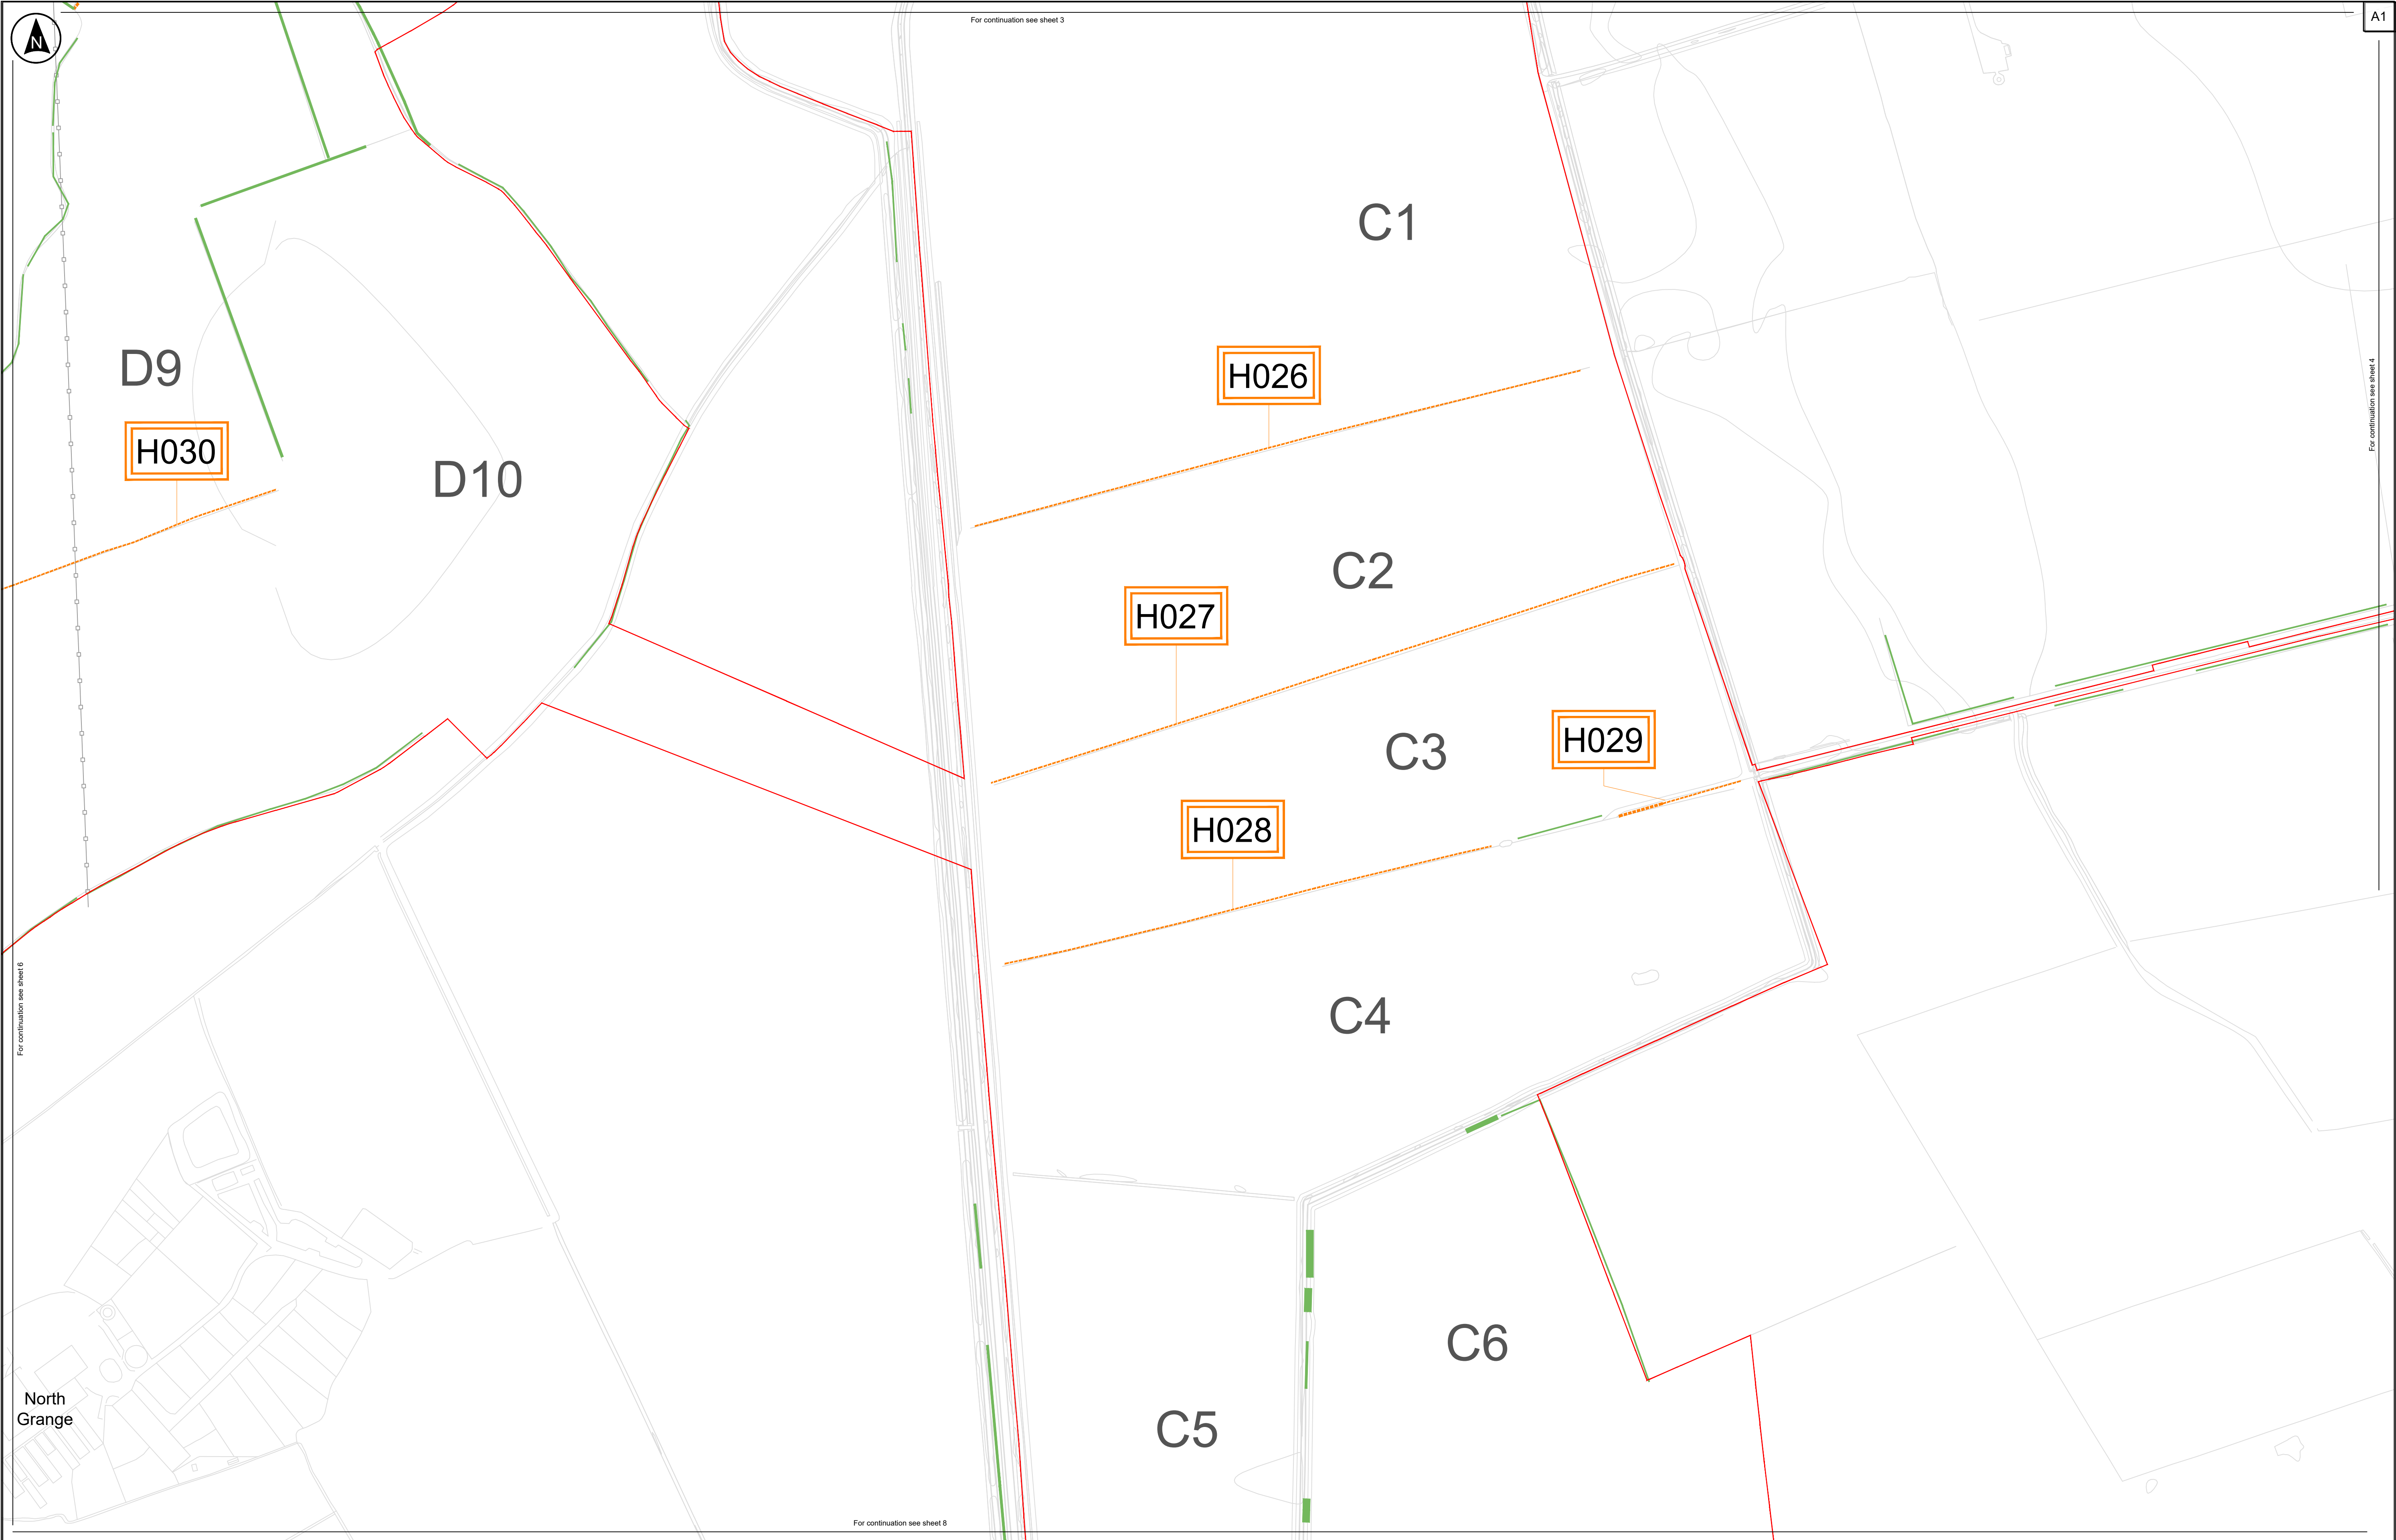 For continuation see sheet 3
A1
N
C1
D9
H026
For continuation see sheet 4
H030
D10
C2
H027
H029
C3
H028
For continuation see sheet 6
C4
C6
North
Grange
C5
For continuation see sheet 8